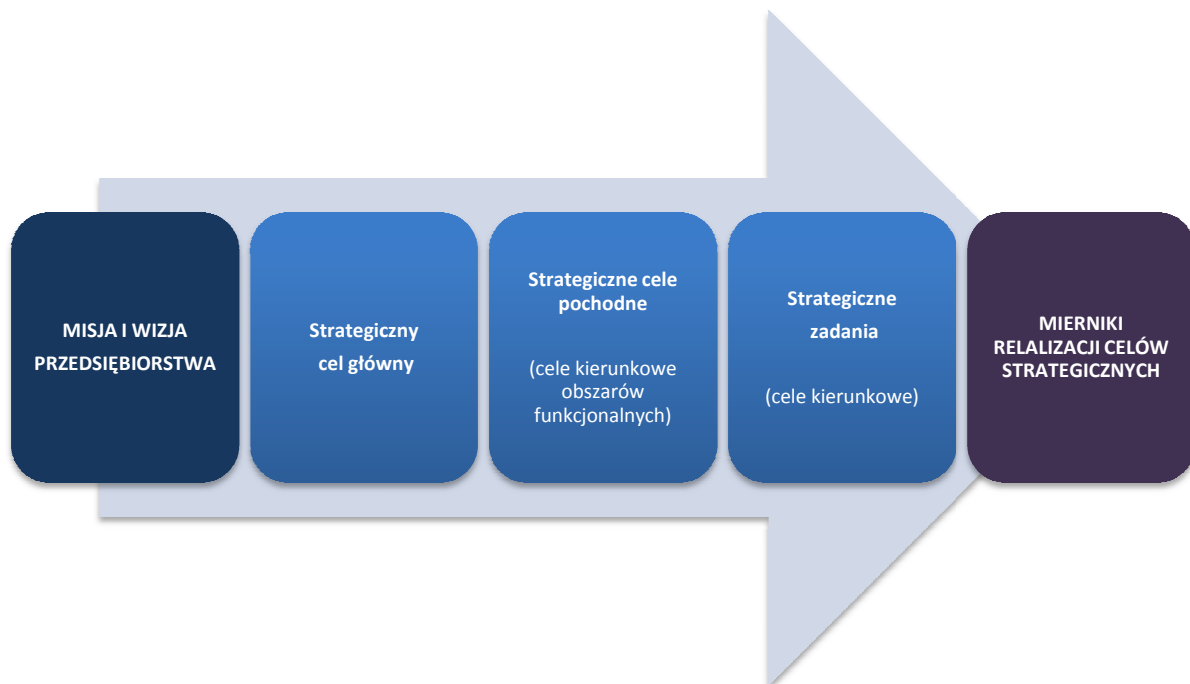 MISJA I WIZJA
PRZEDSIĘBIORSTWA
Strategiczny
cel główny
Strategiczne cele
pochodne
(cele kierunkowe
obszarów
funkcjonalnych)
Strategiczne
zadania
(cele kierunkowe)
MIERNIKI
RELALIZACJI CELÓW
STRATEGICZNYCH